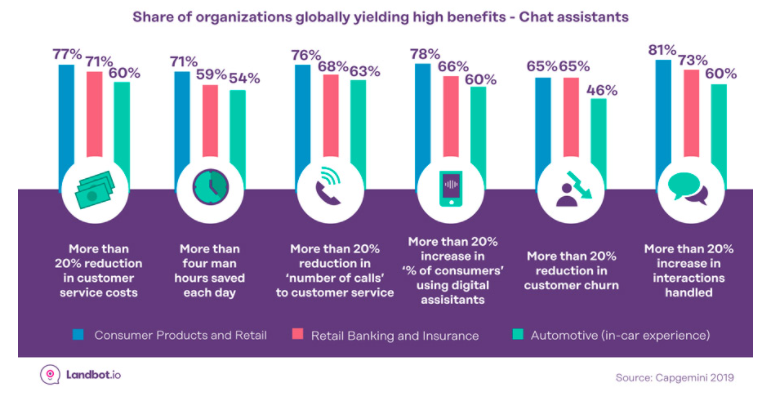 Share of organizations globally yielding high benefits - Chat assistants
77% 71% 60%
71% 59% 54%
76% 68% 63%
78% 66% 60%
65% 65% 46%
81% 73% 60%
More than
20% reduction
in customer
service costs
More than
four man
hours saved
each day
More than 20%
reduction in
'number of calls'
to customer service
More than 20%
increase in
'% of consumers'
using digital
assisitants
More than 20%
reduction in
customer churn
More than 20%
increase in
interactions
handled
Consumer Products and Retail
Retail Banking and Insurance
Automotive (in-car experience)
Landbot.io
Source: Capgemini 2019